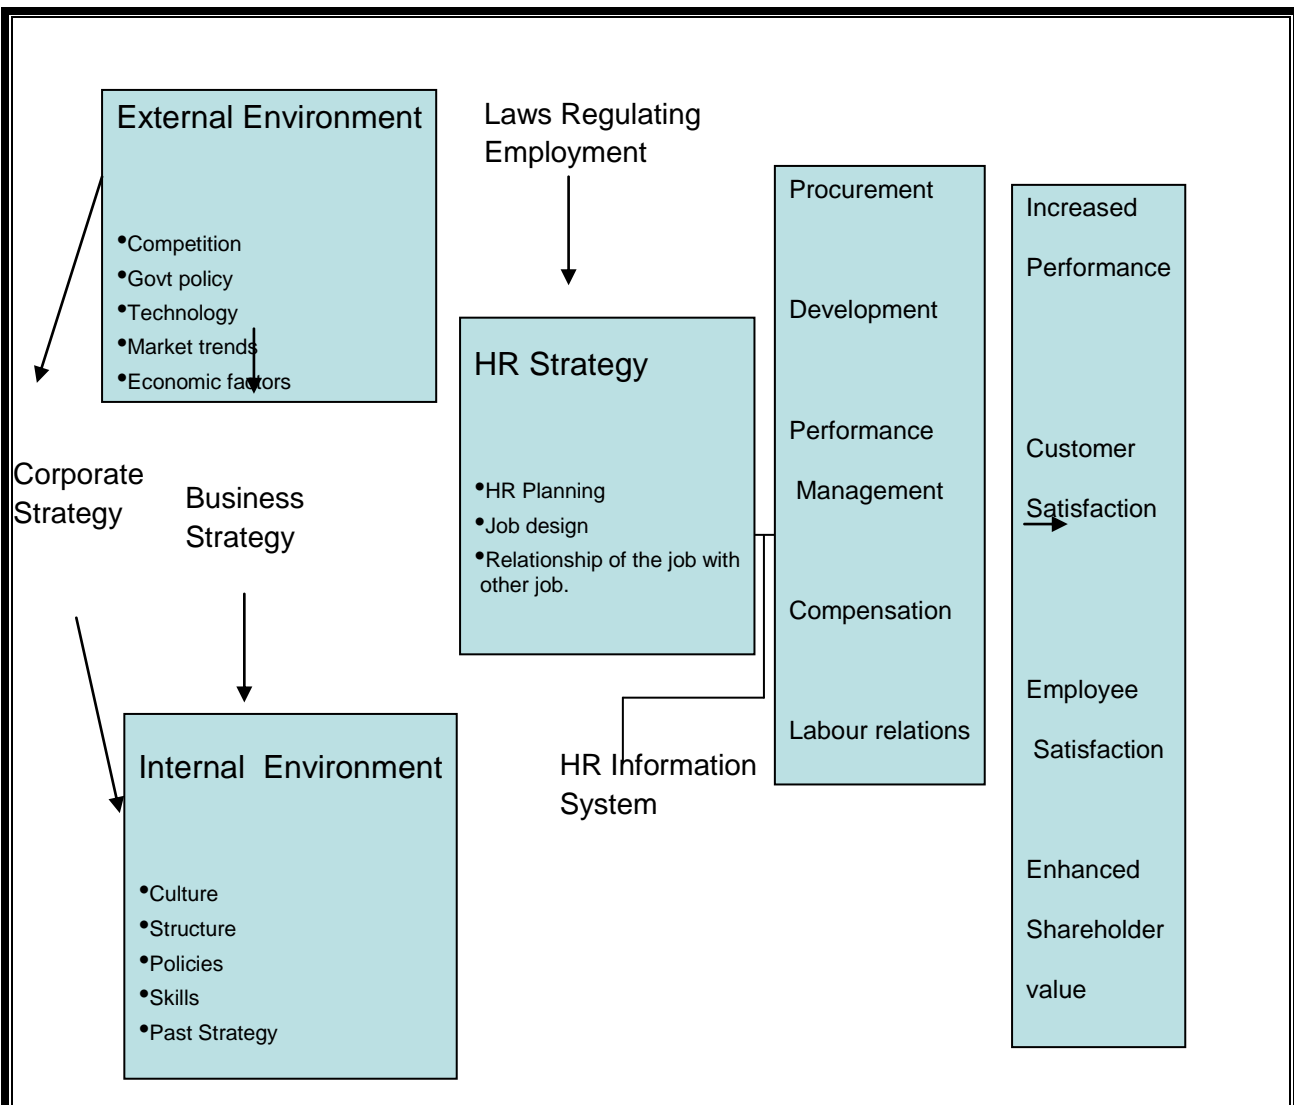 External Environment
•Competition
•Govt policy
•Technology
•Market trends
•Economic factors
Laws Regulating
Employment
Corporate
Strategy
Business
Strategy
HR Strategy
•HR Planning
•Job design
•Relationship of the job with
other job.
Internal  Environment
•Culture
•Structure
•Policies
•Skills
•Past Strategy
HR Information
System
Procurement
Development
Performance
Management
Compensation
Labour relations
Increased
Performance
Customer
Satisfaction
Employee
Satisfaction
Enhanced
Shareholder
value